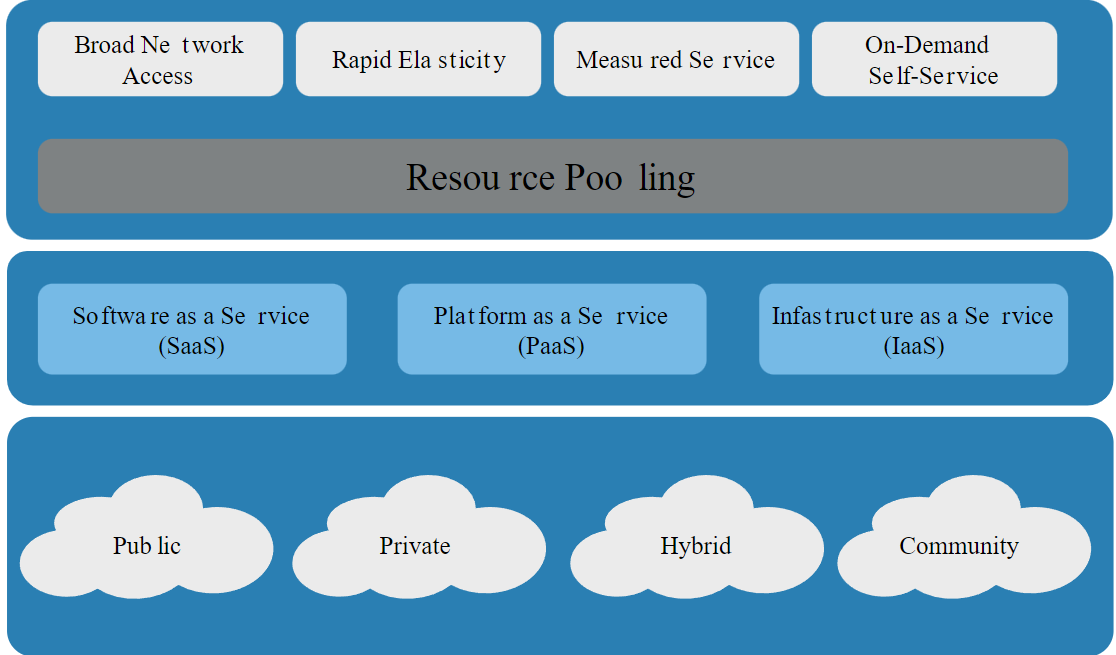 Broad Network
Access
Rapid Elasticity
Measured Service
On-Demand
Self-Service
Resource Pooling
Software as a Service
(SaaS)
Platform as a Service
(PaaS)
Infastructure as a Service
(IaaS)
Public
Private
Hybrid
Community